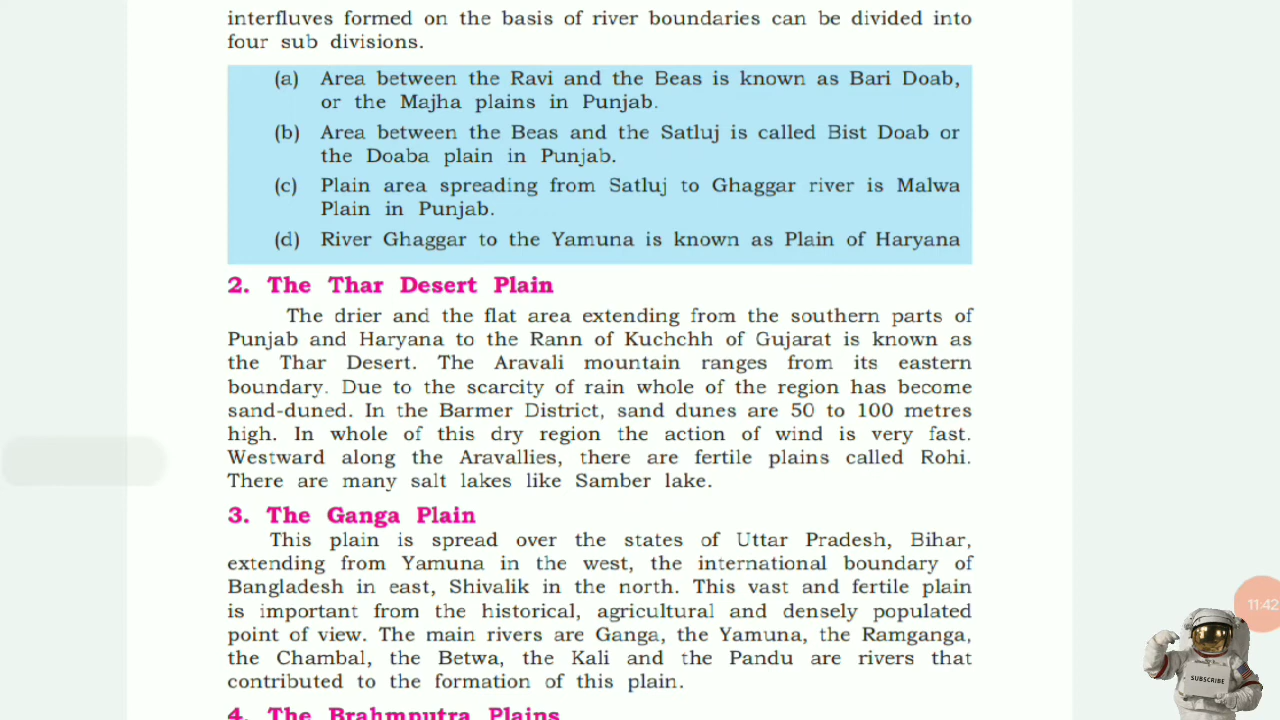 interfluves formed on the basis of river boundaries can be divided into
four sub divisions.
(a) Area between the Ravi and the Beas is known as Bari Doab,
or the Majha plains in Punjab.
(b) Area between the Beas and the Satluj is called Bist Doab or
the Doaba plain in Punjab.
(c) Plain area spreading from Satluj to Ghaggar river is Malwa
Plain in Punjab.
(d) River Ghaggar to the Yamuna is known as Plain of Haryana
2. The Thar Desert Plain
The drier and the flat area extending from the southern parts of
Punjab and Haryana to the Rann of Kuchchh of Gujarat is known as
the Thar Desert. The Aravali mountain ranges from its eastern
boundary. Due to the scarcity of rain whole of the region has become
sand-duned. In the Barmer District, sand dunes are 50 to 100 metres
high. In whole of this dry region the action of wind is very fast.
Westward along the Aravallies, there are fertile plains called Rohi.
There are many salt lakes like Samber lake.
3. The Ganga Plain
This plain is spread over the states of Uttar Pradesh, Bihar,
extending from Yamuna in the west, the international boundary of
Bangladesh in east, Shivalik in the north. This vast and fertile plain
is important from the historical, agricultural and densely populated
point of view. The main rivers are Ganga, the Yamuna, the Ramganga,
the Chambal, the Betwa, the Kali and the Pandu are rivers that
contributed to the formation of this plain.
4. The Brahmputra Plains
11:42
SUBSCRIBE